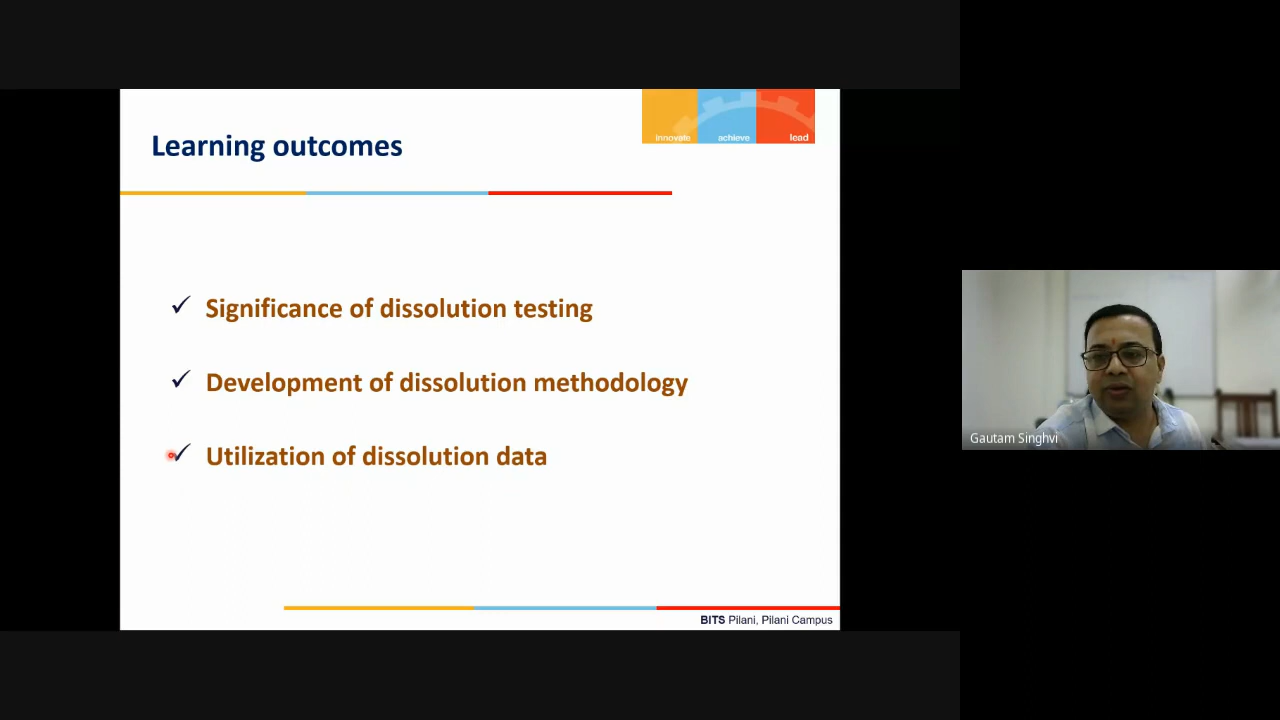 innovate achieve lead
Learning outcomes
✓ Significance of dissolution testing
✓ Development of dissolution methodology
✓ Utilization of dissolution data
BITS Pilani, Pilani Campus
Gautam Singhvi